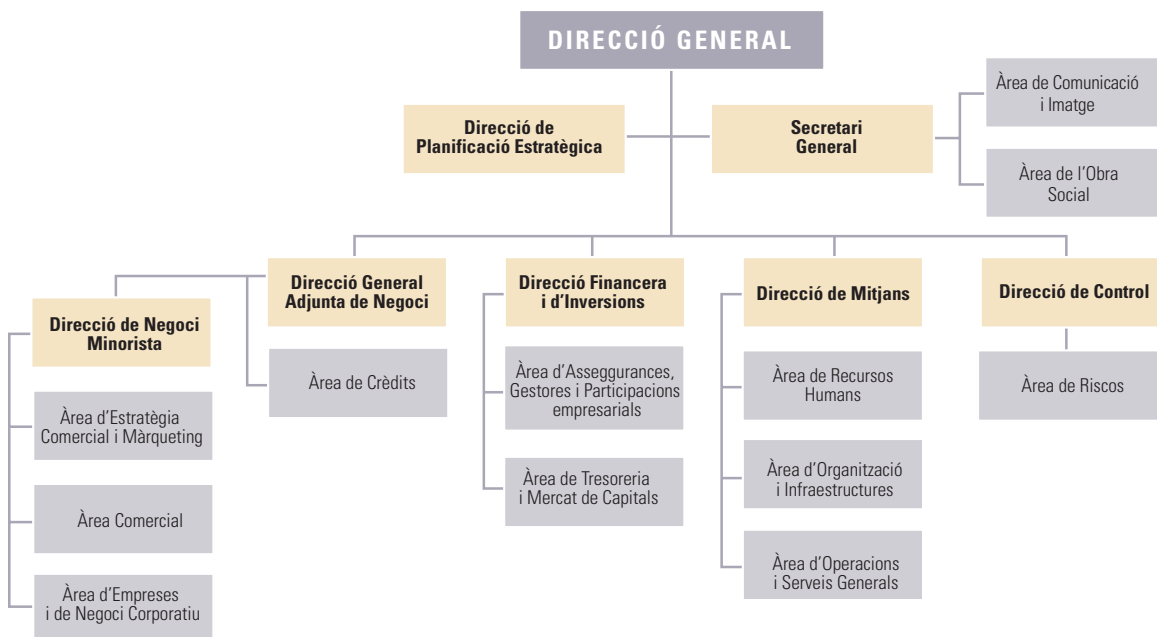 DIRECCIÓ GENERAL
Àrea de Comunicació
i Imatge
Direcció de
Planificació Estratègica
Secretari
General
Àrea de l'Obra
Social
Direcció General
Adjunta de Negoci
Direcció Financera
i d'Inversions
Direcció de Mitjans
Direcció de Control
Direcció de Negoci
Minorista
Àrea de Crèdits
Àrea d'Asseggurances,
Gestores i Participacions
empresarials
Àrea de Recursos
Humans
Àrea de Riscos
Àrea d'Estratègia
Comercial i Màrqueting
Àrea de Tresoreria
i Mercat de Capitals
Àrea d'Organització
i Infraestructures
Àrea Comercial
Àrea d'Operacions
i Serveis Generals
Àrea d'Empreses
i de Negoci Corporatiu